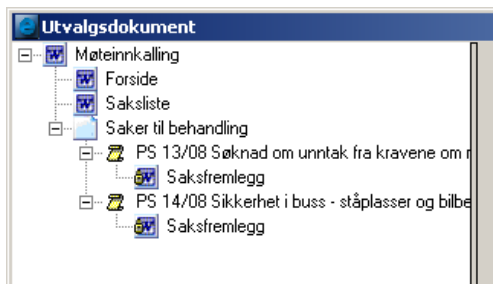 Utvalgsdokument
Møteinnkalling
Forside
Saksliste
Saker til behandling
PS 13/08 Søknad om unntak fra kravene om
Saksfremlegg
PS 14/08 Sikkerhet i buss - ståplasser og bilbe
Saksfremlegg